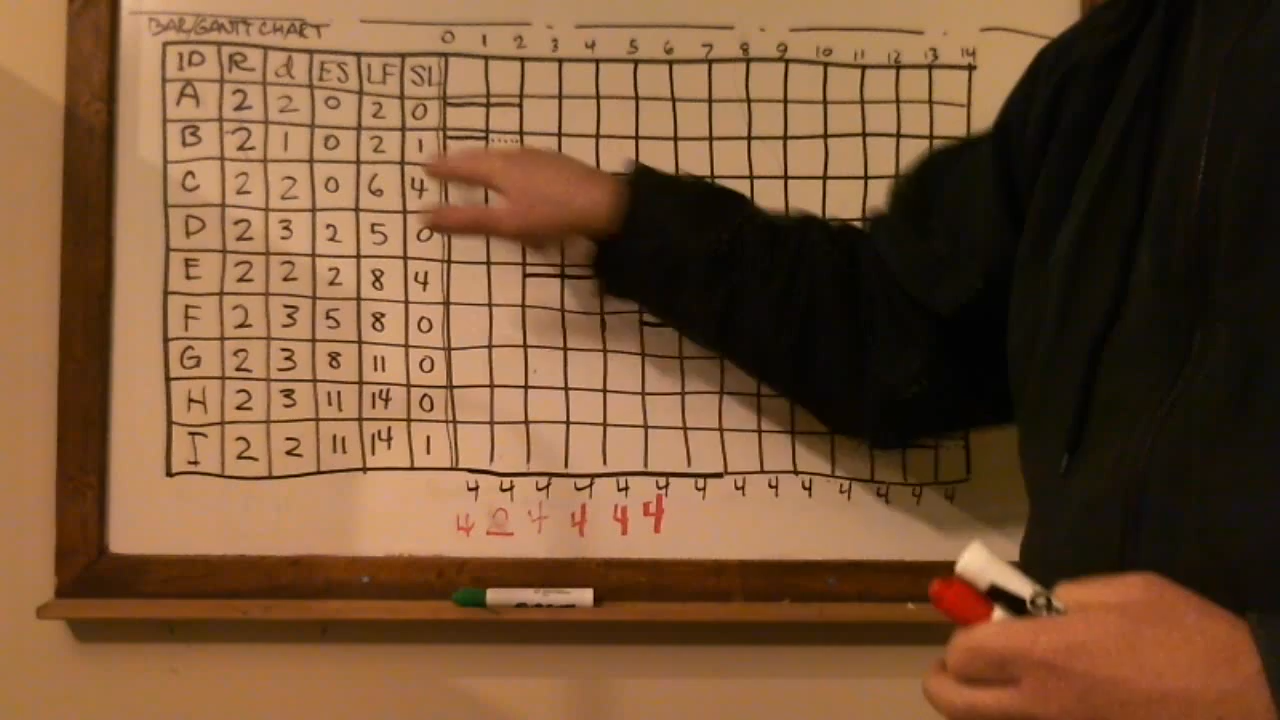 BAR/GANTT CHART
0 1 2 3 4 5 6 7 8 9 10 11 12 13 14
ID R d ES LF SL
A 2 2 0 2 0
B 2 1 0 2 1
C 2 2 0 6 4
D 2 3 2 5 0
E 2 2 2 8 4
F 2 3 5 8 0
G 2 3 8 11 0
H 2 3 11 14 0
I 2 2 11 14 1
4 4 4 4 4 4 4 4 4 4 4 4 4 4
4 2 4 4 4 4